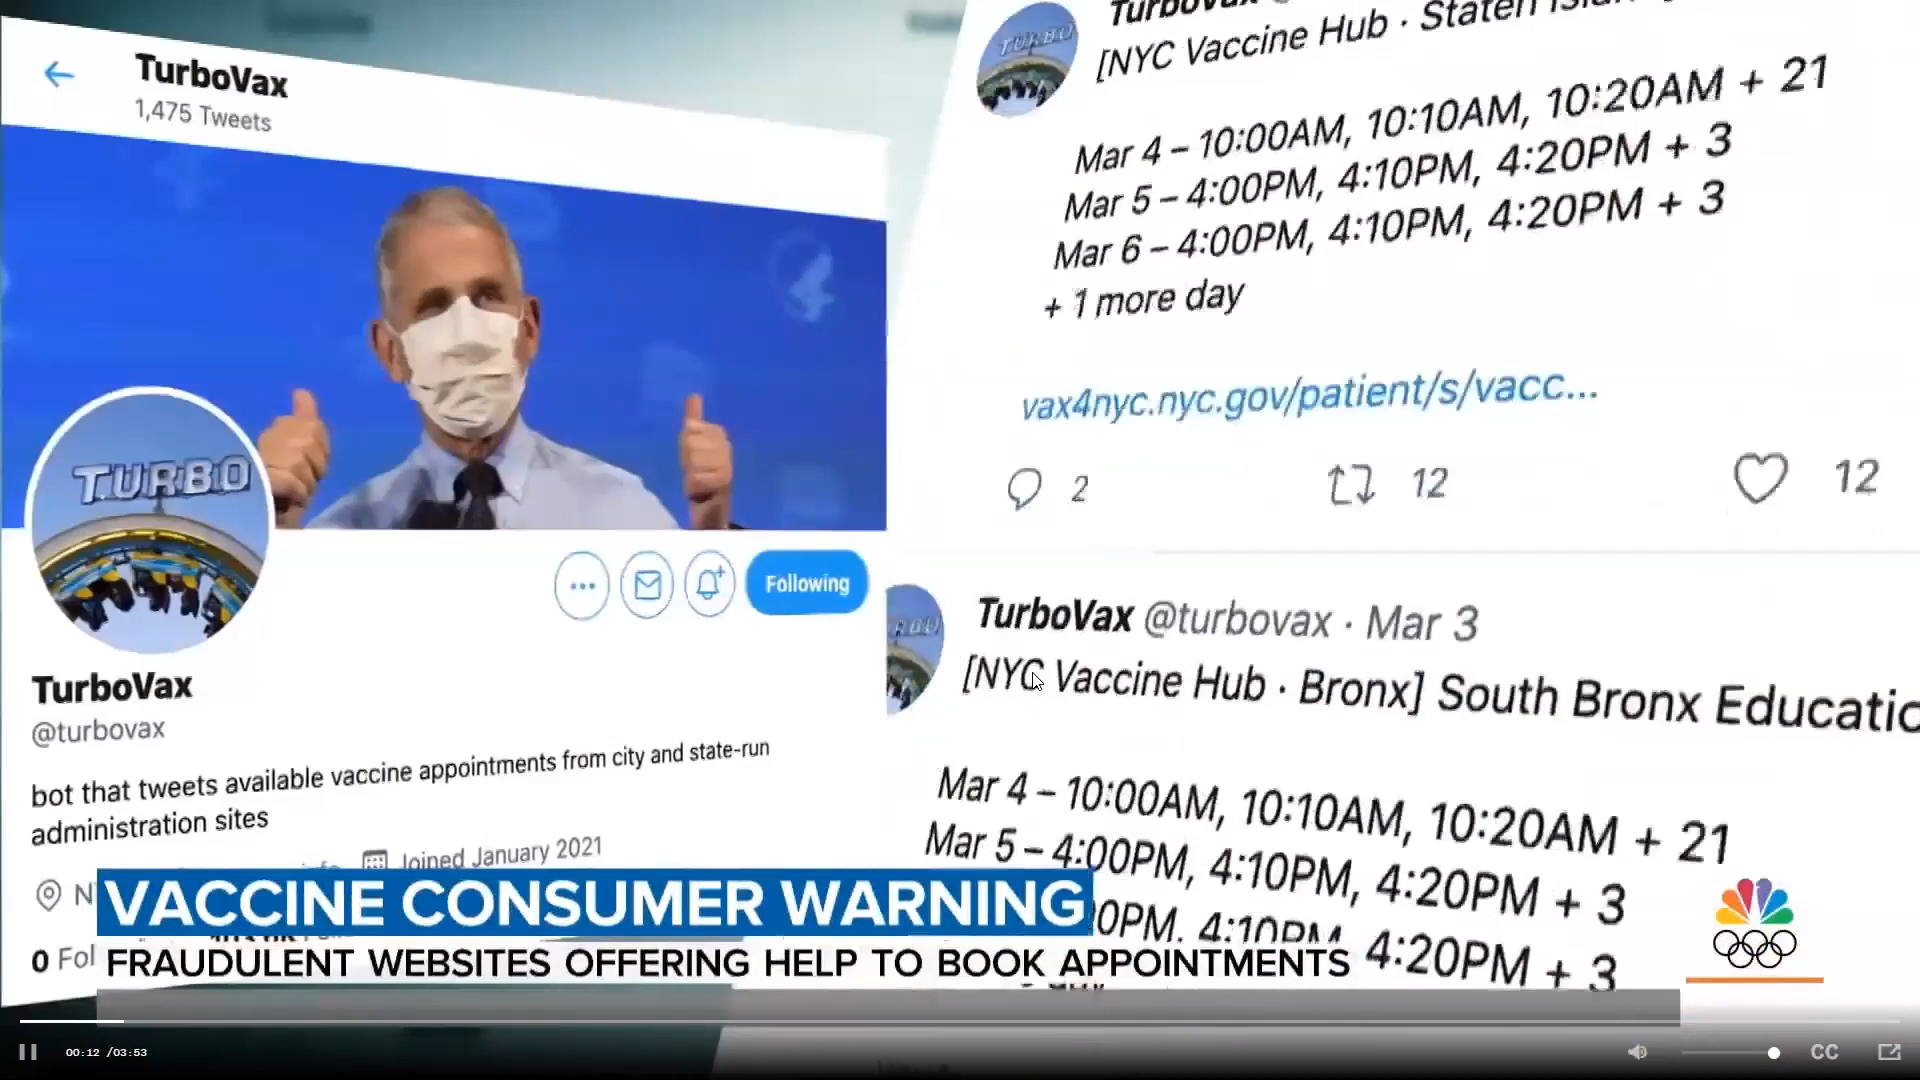 TurboVax
1,475 Tweets
TURBO
Following
TurboVax
@turbovax
bot that tweets available vaccine appointments from city and state-run
administration sites
Joined January 2021
0 Fol
TurboVax
[NYC Vaccine Hub · Staten
Mar 4 – 10:00AM, 10:10AM, 10:20AM + 21
Mar 5 – 4:00PM, 4:10PM, 4:20PM + 3
Mar 6 – 4:00PM, 4:10PM, 4:20PM + 3
+ 1 more day
vax4nyc.nyc.gov/patient/s/vacc...
2 12 12
TurboVax @turbovax · Mar 3
[NYC Vaccine Hub · Bronx] South Bronx Educatio
Mar 4 – 10:00AM, 10:10AM, 10:20AM + 21
Mar 5 – 4:00PM, 4:10PM, 4:20PM + 3
4:10PM, 4:20PM + 3
VACCINE CONSUMER WARNING
FRAUDULENT WEBSITES OFFERING HELP TO BOOK APPOINTMENTS
00:12 /03:53
CC